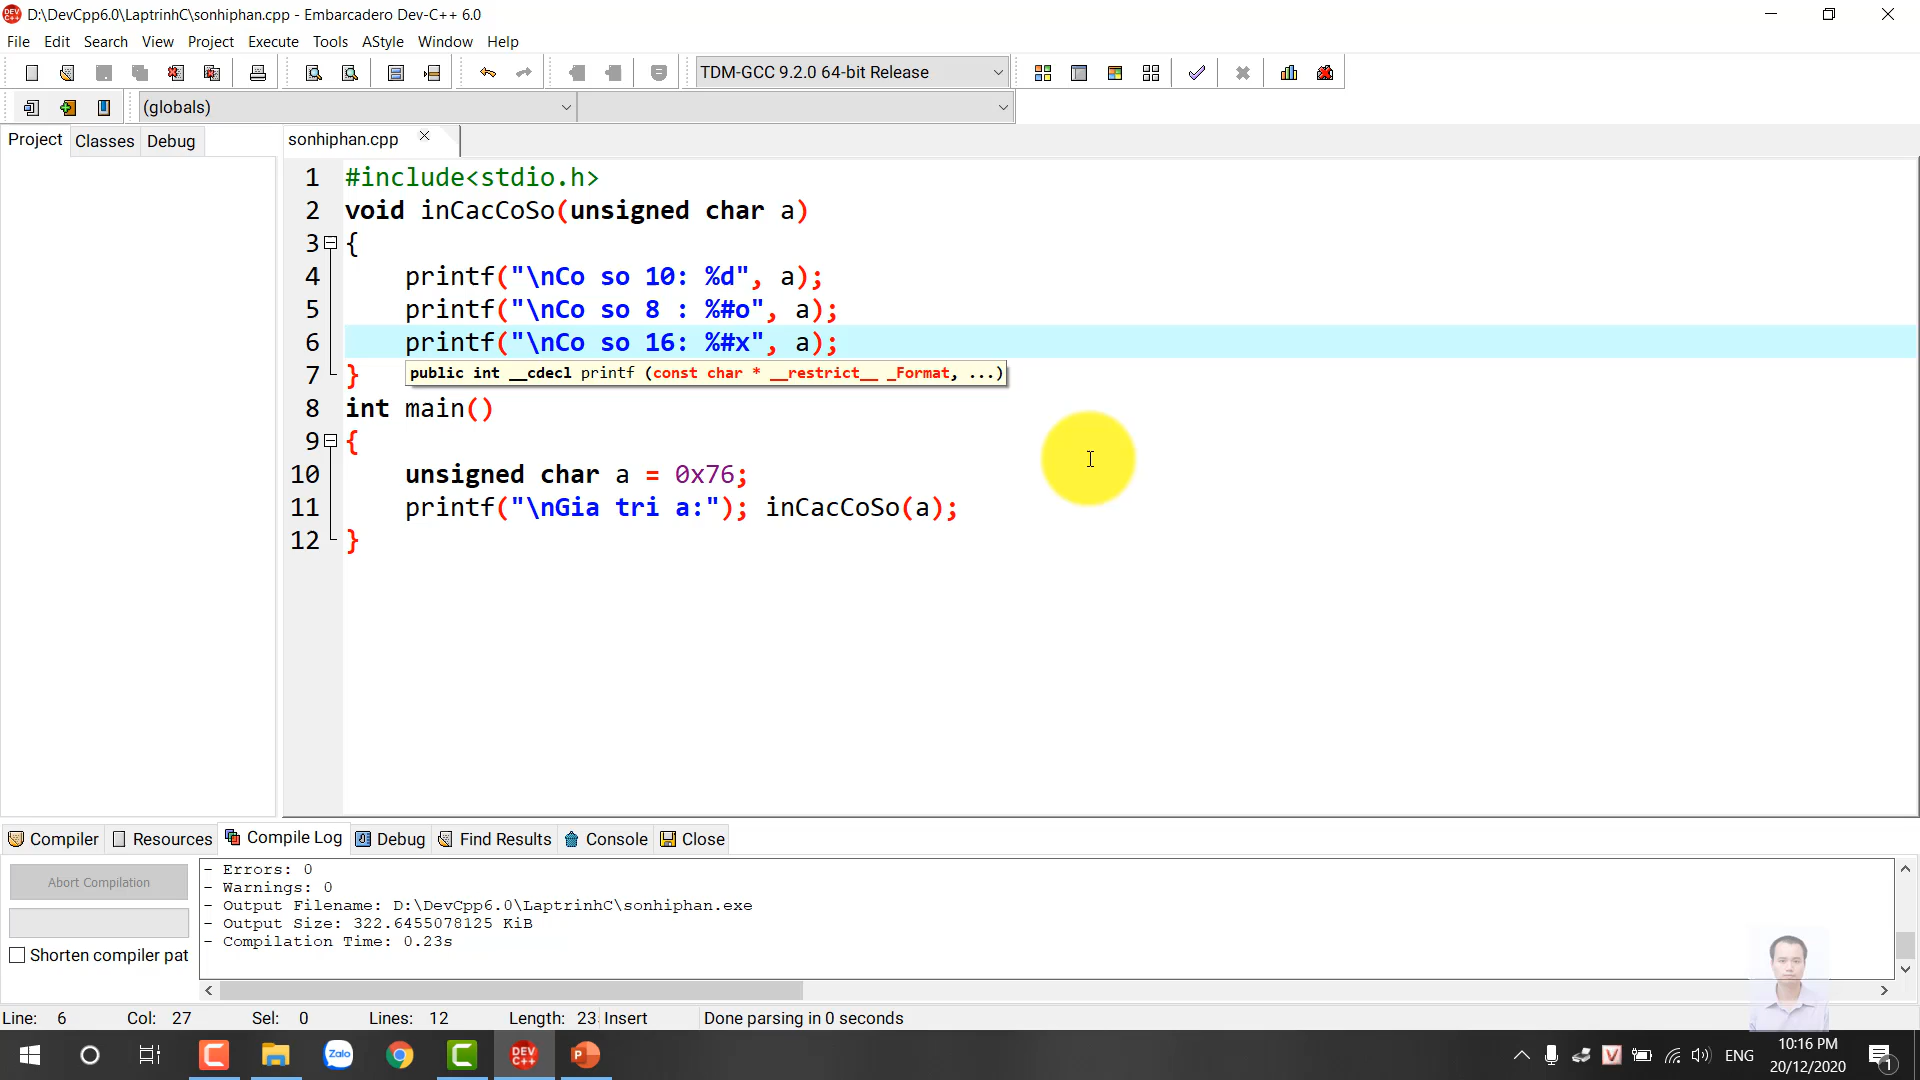 D:\DevCpp6.0\LaptrinhC\sonhiphan.cpp - Embarcadero Dev-C++ 6.0
File Edit Search View Project Execute Tools AStyle Window Help
TDM-GCC 9.2.0 64-bit Release
(globals)
Project Classes Debug
sonhiphan.cpp
1 #include<stdio.h>
2 void inCacCoSo(unsigned char a)
3 {
4 printf("\nCo so 10: %d", a);
5 printf("\nCo so 8 : %#o", a);
6 printf("\nCo so 16: %#x", a);
7 }
public int __cdecl printf (const char * __restrict__ _Format, ...)
8 int main()
9 {
10 unsigned char a = 0x76;
11 printf("\nGia tri a:"); inCacCoSo(a);
12 }
Compiler Resources Compile Log Debug Find Results Console Close
Abort Compilation
Shorten compiler pat
- Errors: 0
- Warnings: 0
- Output Filename: D:\DevCpp6.0\LaptrinhC\sonhiphan.exe
- Output Size: 322.6455078125 KiB
- Compilation Time: 0.23s
Line: 6 Col: 27 Sel: 0 Lines: 12 Length: 23 Insert Done parsing in 0 seconds
Zalo
DEV C++
ENG
10:16 PM
20/12/2020
1